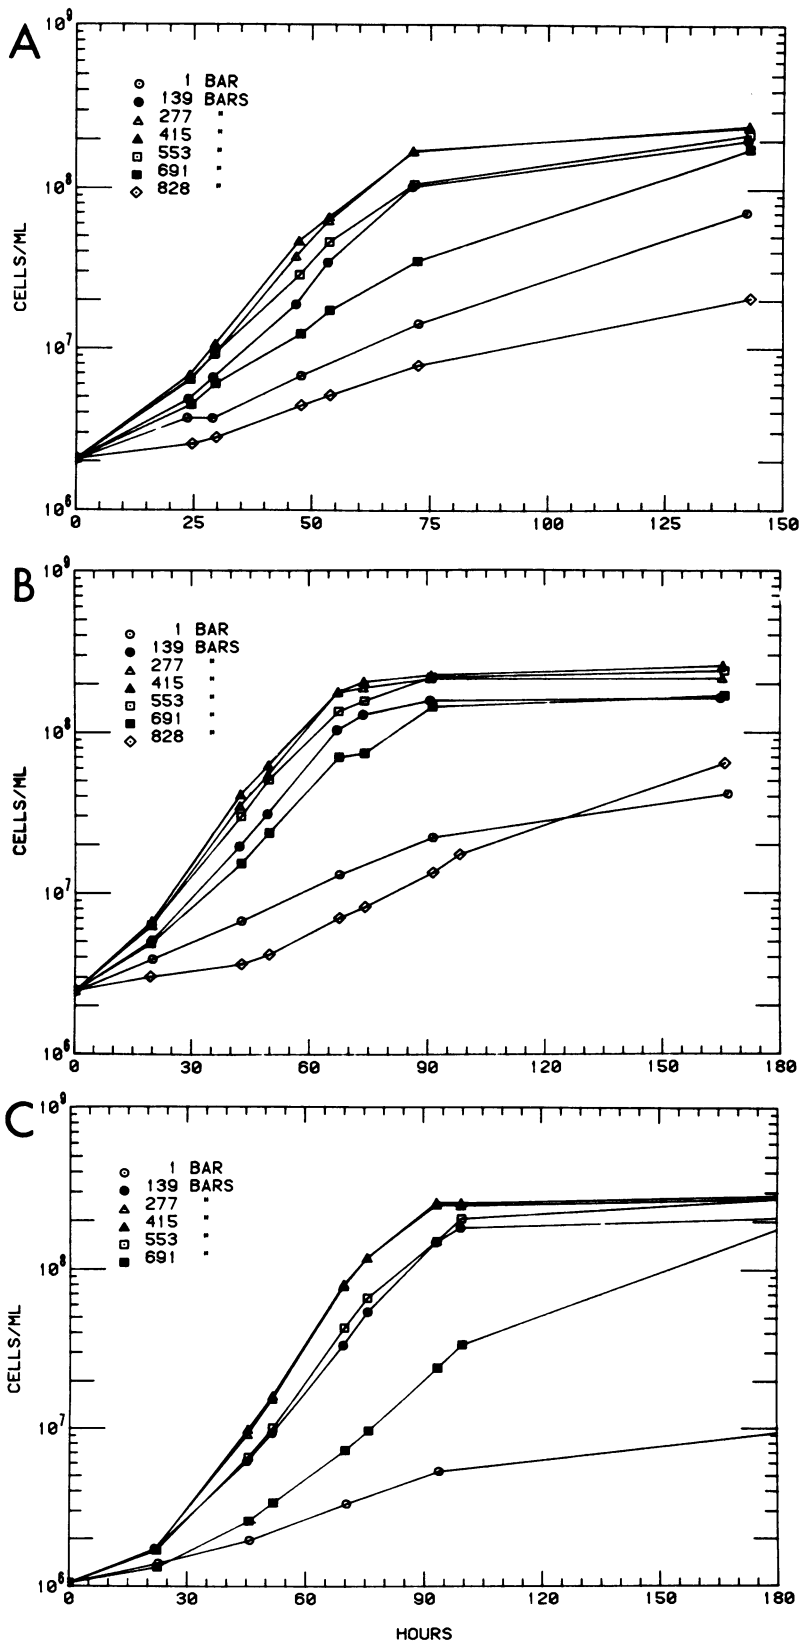 A
10⁹
1 BAR
139 BARS
277 "
415 "
553 "
691 "
828 "
10⁸
CELLS/ML
10⁷
10⁶
0 25 50 75 100 125 150
B
10⁹
1 BAR
139 BARS
277 "
415 "
553 "
691 "
828 "
10⁸
CELLS/ML
10⁷
10⁶
0 30 60 90 120 150 180
C
10⁹
1 BAR
139 BARS
277 "
415 "
553 "
691 "
10⁸
CELLS/ML
10⁷
10⁶
0 30 60 90 120 150 180
HOURS